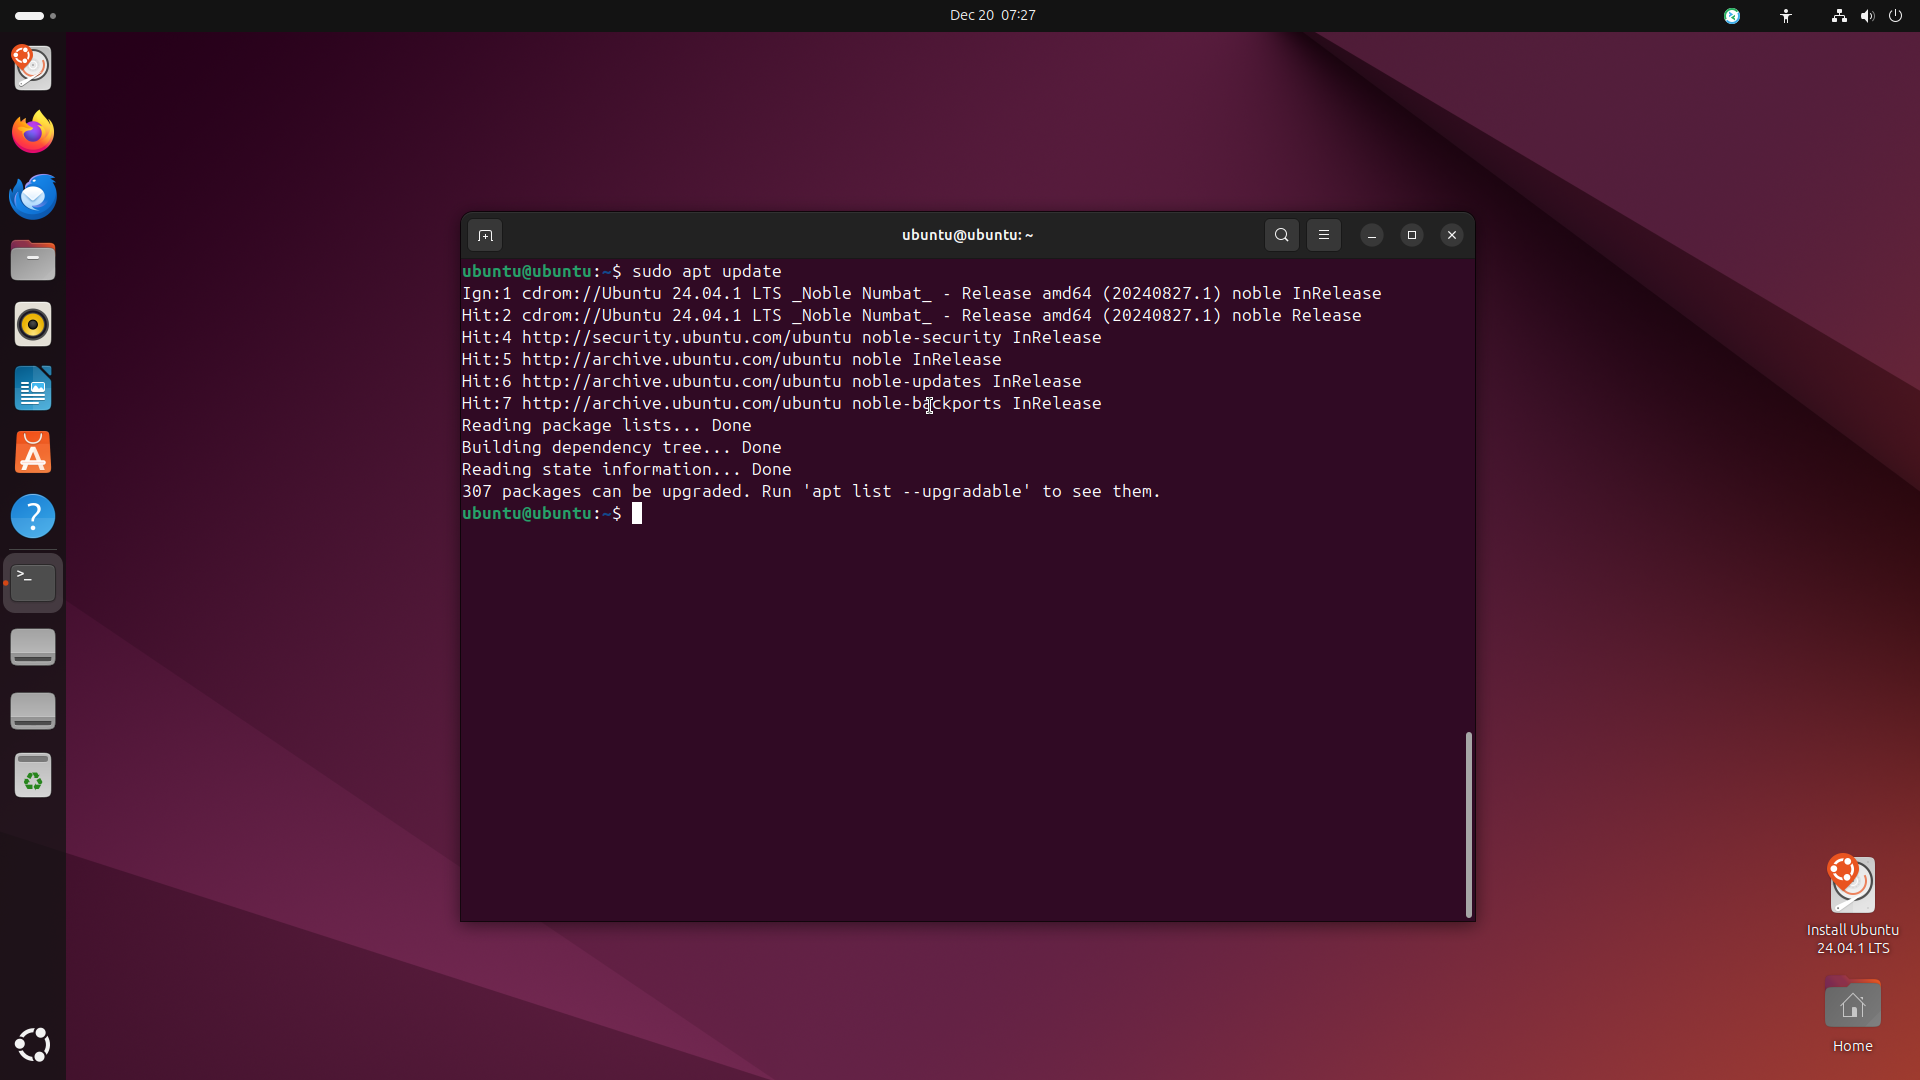 Dec 20 07:27
ubuntu@ubuntu: ~
ubuntu@ubuntu:~$ sudo apt update
Ign:1 cdrom://Ubuntu 24.04.1 LTS _Noble Numbat_ - Release amd64 (20240827.1) noble InRelease
Hit:2 cdrom://Ubuntu 24.04.1 LTS _Noble Numbat_ - Release amd64 (20240827.1) noble Release
Hit:4 http://security.ubuntu.com/ubuntu noble-security InRelease
Hit:5 http://archive.ubuntu.com/ubuntu noble InRelease
Hit:6 http://archive.ubuntu.com/ubuntu noble-updates InRelease
Hit:7 http://archive.ubuntu.com/ubuntu noble-backports InRelease
Reading package lists... Done
Building dependency tree... Done
Reading state information... Done
307 packages can be upgraded. Run 'apt list --upgradable' to see them.
ubuntu@ubuntu:~$
Install Ubuntu
24.04.1 LTS
Home